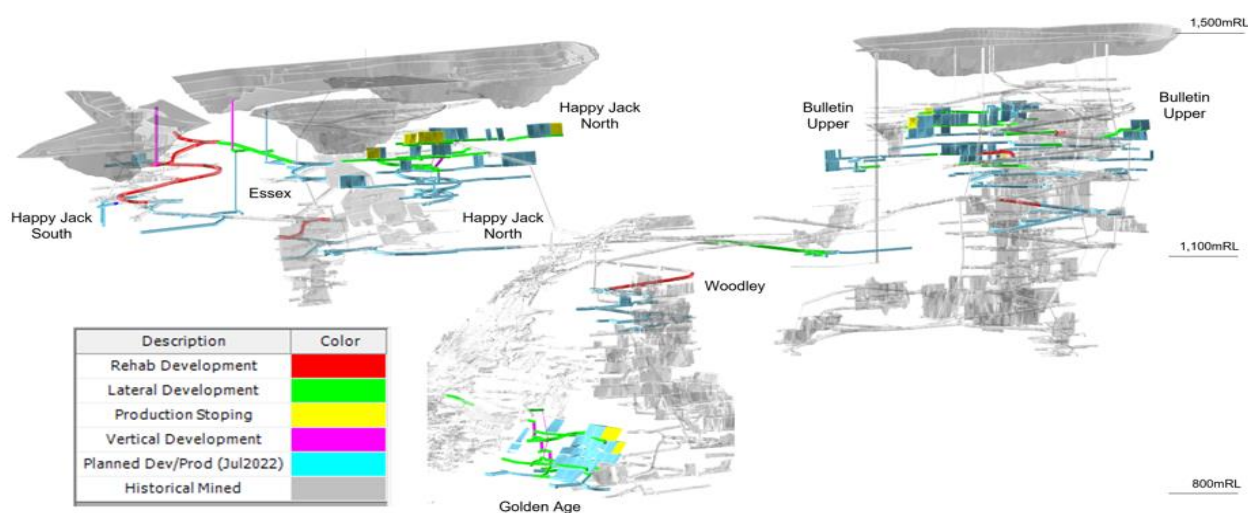 1,500mRL
Happy Jack
North
Bulletin
Upper
Bulletin
Upper
Essex
Happy Jack
South
Happy Jack
North
1,100mRL
Woodley
Description Color
Rehab Development
Lateral Development
Production Stoping
Vertical Development
Planned Dev/Prod (Jul2022)
Historical Mined
Golden Age
800mRL